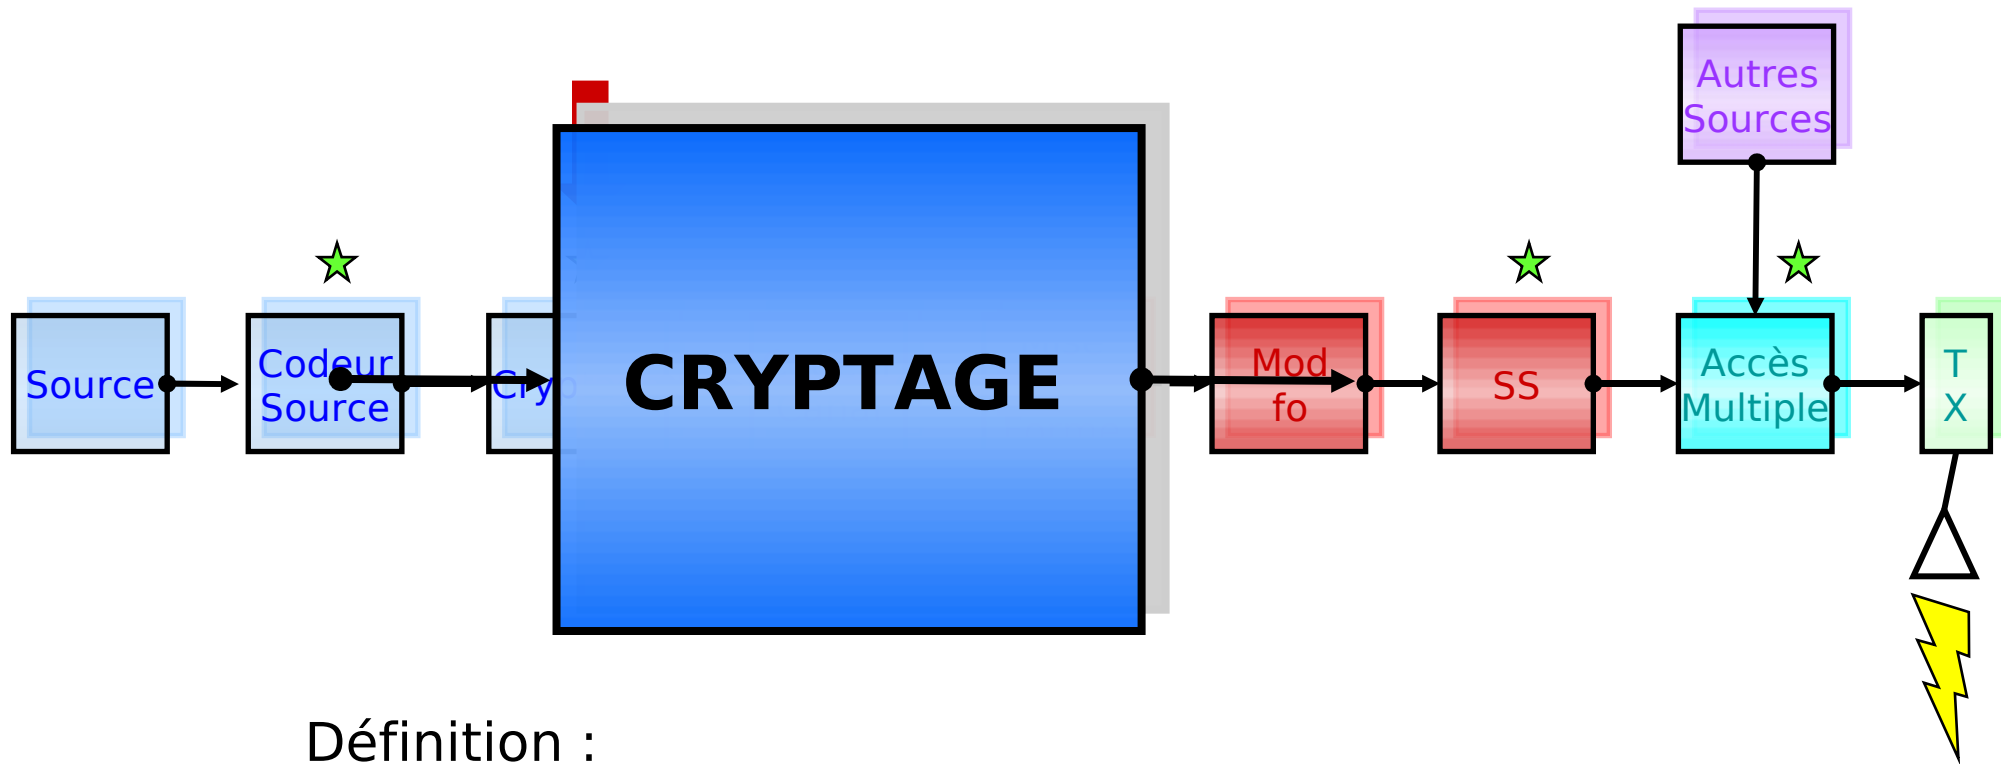 Autres
Sources
Source
Codeur
Source
CRYPTAGE
Mod
fo
SS
Accès
Multiple
T
X
Définition :